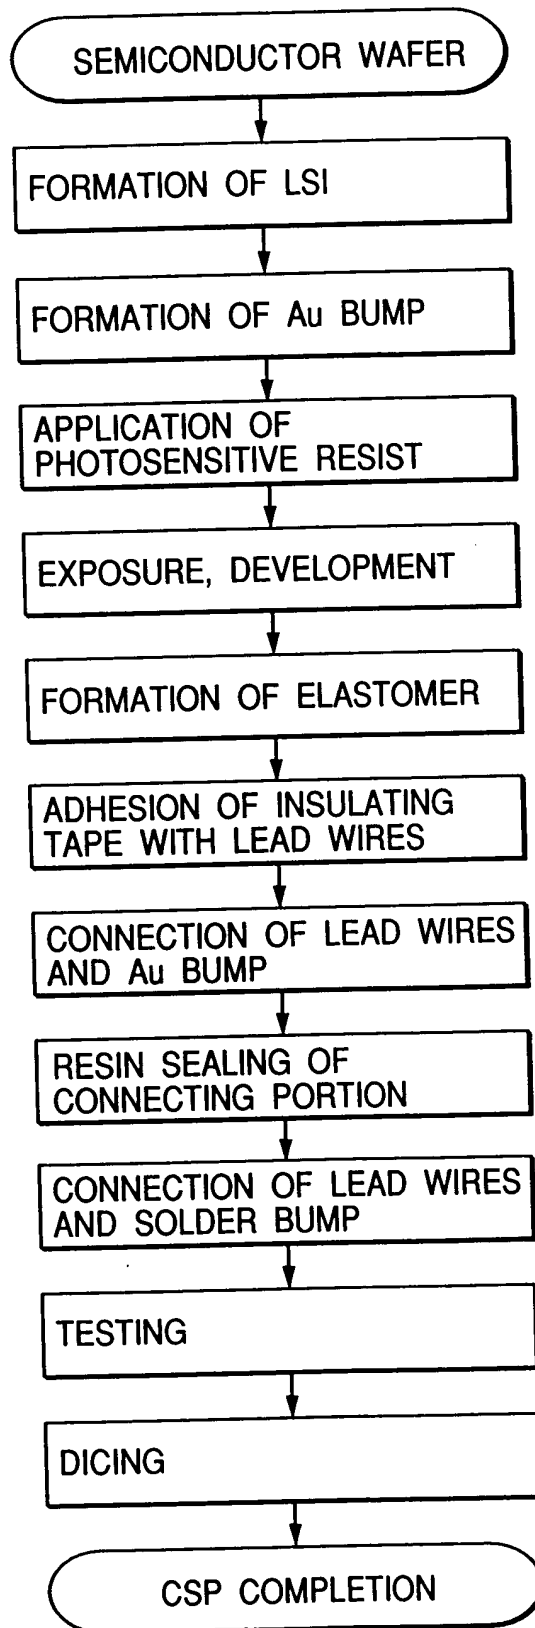 SEMICONDUCTOR WAFER
FORMATION OF LSI
FORMATION OF Au BUMP
APPLICATION OF
PHOTOSENSITIVE RESIST
EXPOSURE, DEVELOPMENT
FORMATION OF ELASTOMER
ADHESION OF INSULATING
TAPE WITH LEAD WIRES
CONNECTION OF LEAD WIRES
AND Au BUMP
RESIN SEALING OF
CONNECTING PORTION
CONNECTION OF LEAD WIRES
AND SOLDER BUMP
TESTING
DICING
CSP COMPLETION